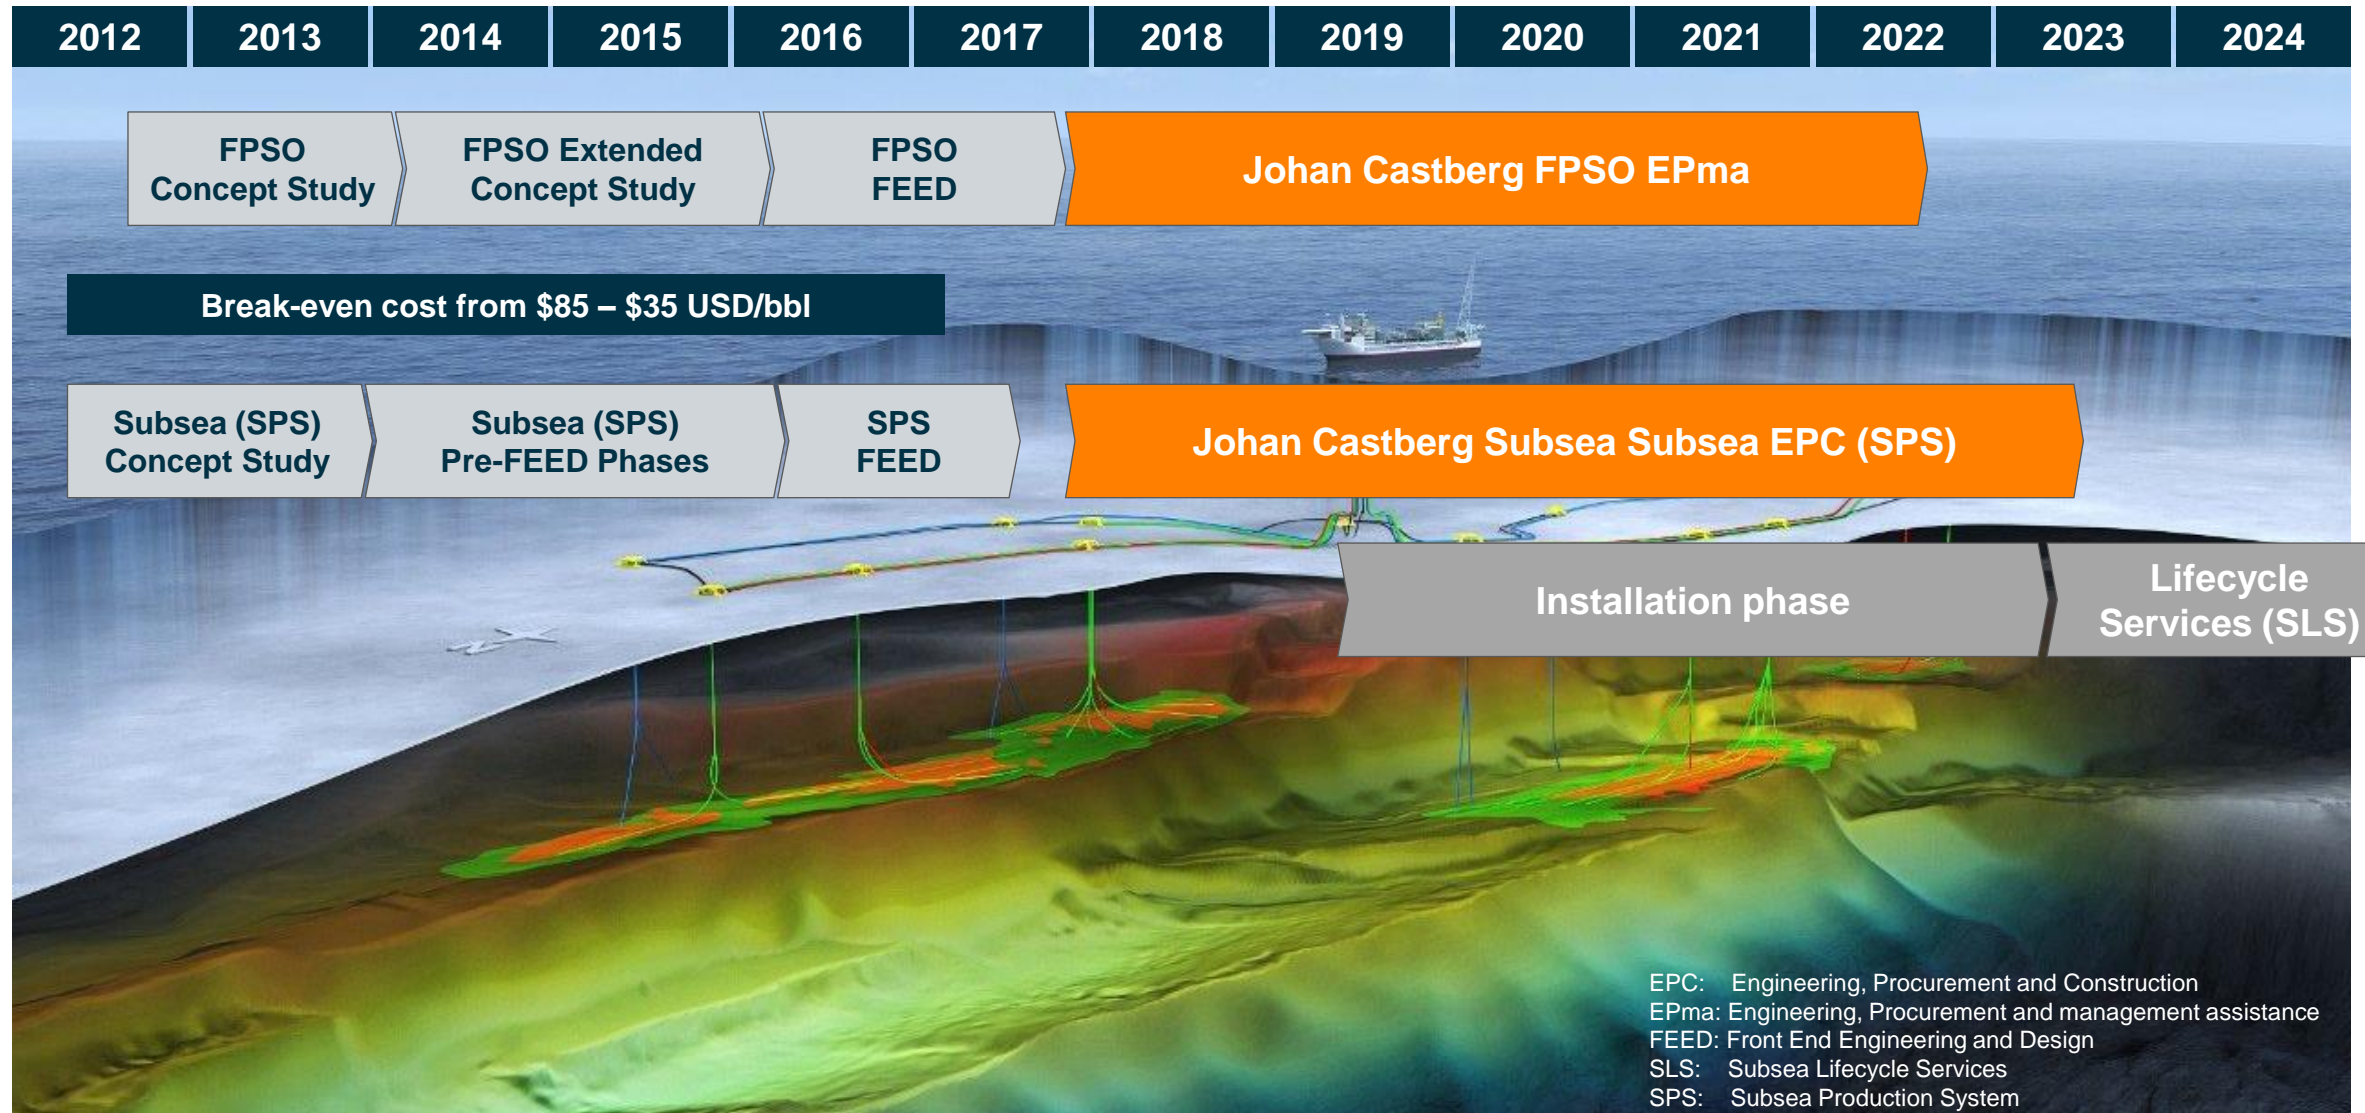 2012 2013 2014 2015 2016 2017 2018 2019 2020 2021 2022 2023 2024
FPSO
Concept Study
FPSO Extended
Concept Study
FPSO
FEED
Johan Castberg FPSO EPma
Break-even cost from $85 – $35 USD/bbl
Subsea (SPS)
Concept Study
Subsea (SPS)
Pre-FEED Phases
SPS
FEED
Johan Castberg Subsea Subsea EPC (SPS)
Installation phase
Lifecycle
Services (SLS)
N
EPC: Engineering, Procurement and Construction
EPma: Engineering, Procurement and management assistance
FEED: Front End Engineering and Design
SLS: Subsea Lifecycle Services
SPS: Subsea Production System